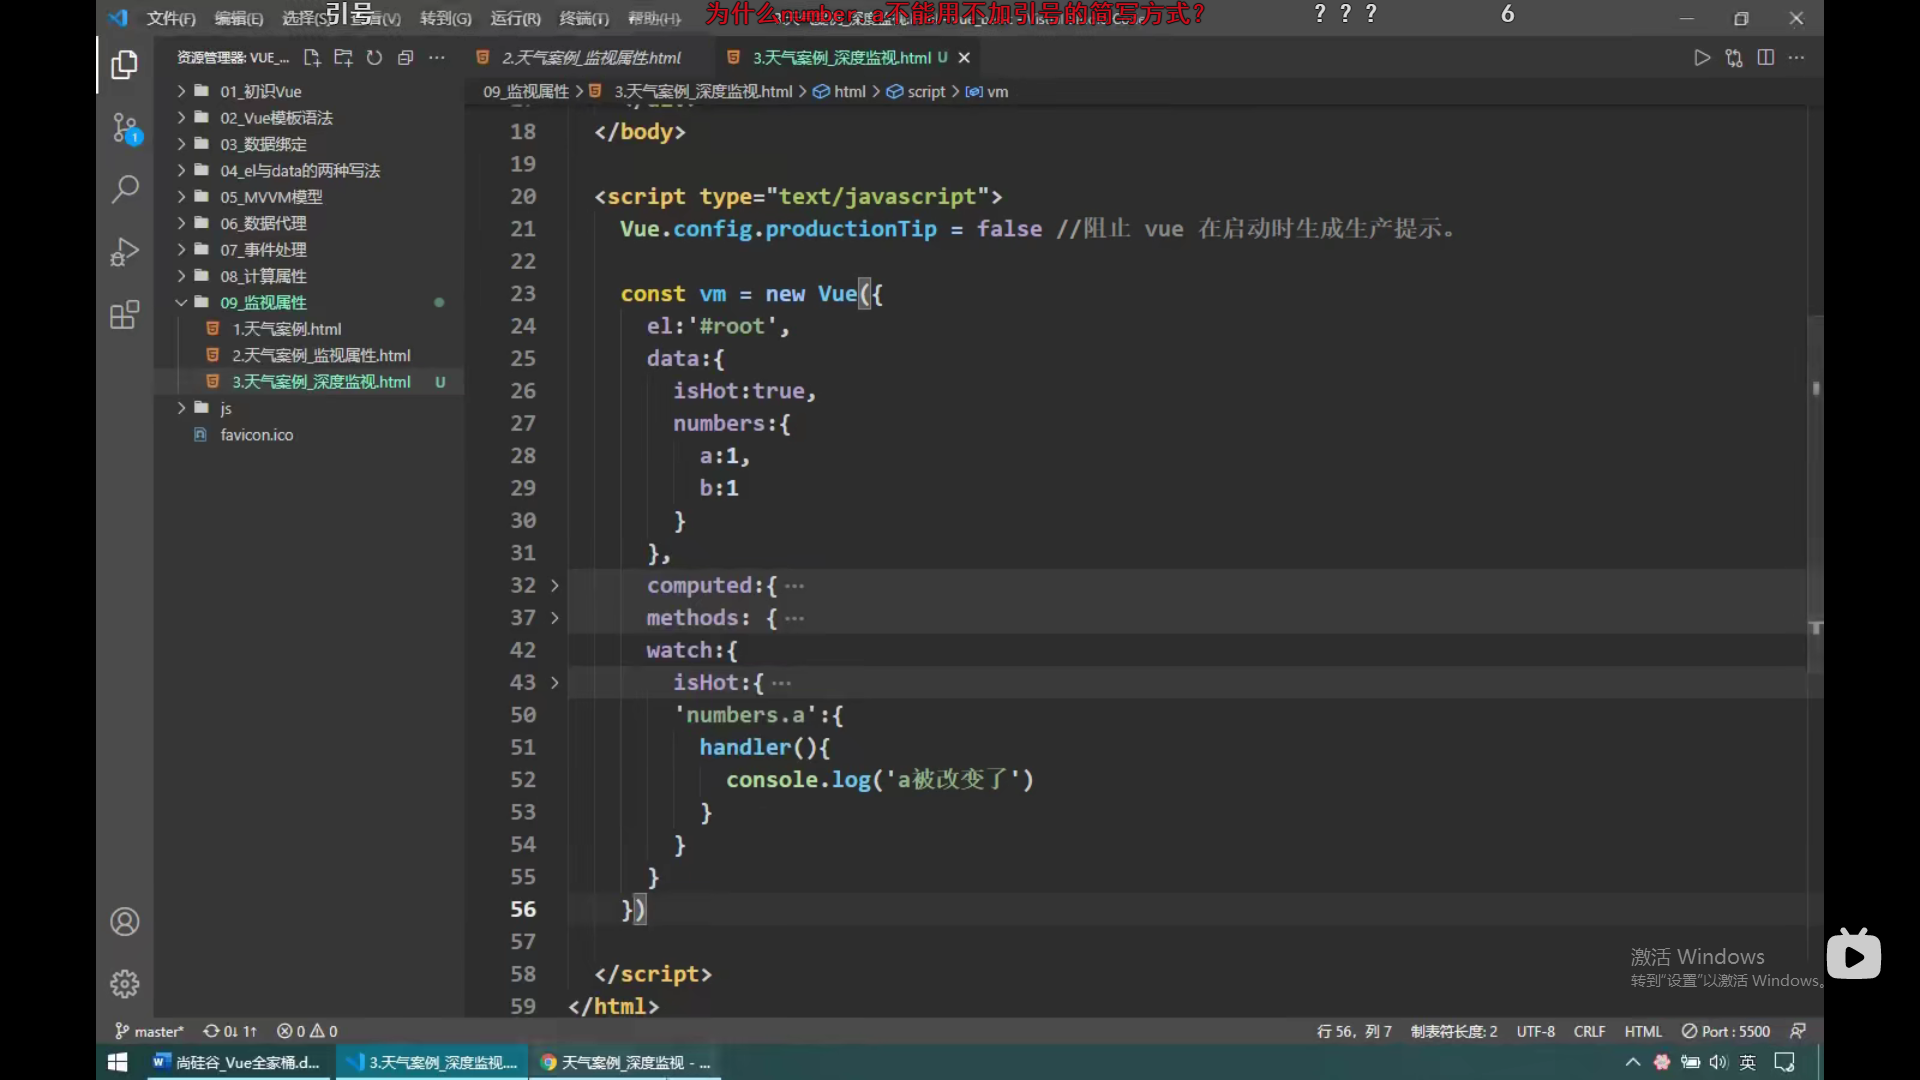 文件(F) 编辑(E) 选择(S) 查看(V) 转到(G) 运行(R) 终端(T) 帮助(H)
引号
为什么number.a不能用不加引号的简写方式?
? ? ?
6
资源管理器: VUE_...
2.天气案例_监视属性.html
3.天气案例_深度监视.html U
09_监视属性 > 3.天气案例_深度监视.html > html > script > vm
01_初识Vue
02_Vue模板语法
03_数据绑定
04_el与data的两种写法
05_MVVM模型
06_数据代理
07_事件处理
08_计算属性
09_监视属性
1.天气案例.html
2.天气案例_监视属性.html
3.天气案例_深度监视.html U
js
favicon.ico
1
18 </body>
19
20 <script type="text/javascript">
21 Vue.config.productionTip = false //阻止 vue 在启动时生成生产提示。
22
23 const vm = new Vue({
24 el:'#root',
25 data:{
26 isHot:true,
27 numbers:{
28 a:1,
29 b:1
30 }
31 },
32 computed:{ ...
37 methods: { ...
42 watch:{
43 isHot:{ ...
50 'numbers.a':{
51 handler(){
52 console.log('a被改变了')
53 }
54 }
55 }
56 })
57
58 </script>
59 </html>
激活 Windows
转到"设置"以激活 Windows。
master* 0↓ 1↑ 0 0
行 56，列 7 制表符长度: 2 UTF-8 CRLF HTML Port : 5500
尚硅谷_Vue全家桶.d...
3.天气案例_深度监视....
天气案例_深度监视 - ...
英